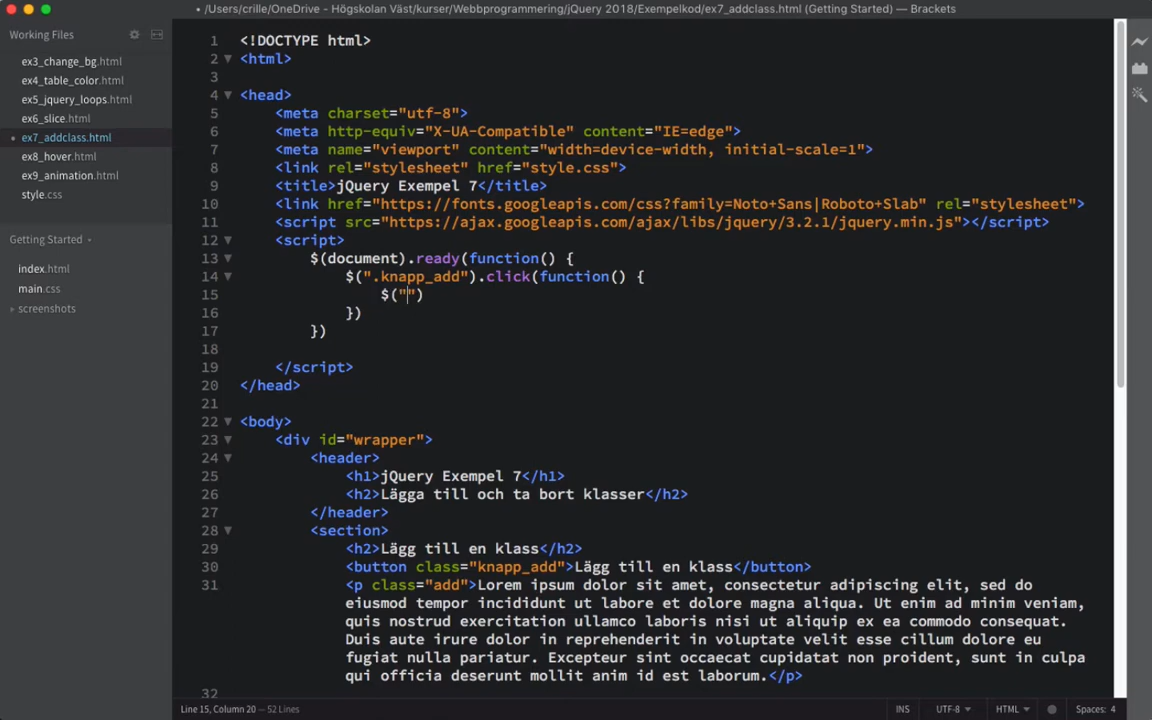 • /Users/crille/OneDrive - Högskolan Väst/kurser/Webbprogrammering/jQuery 2018/Exempelkod/ex7_addclass.html (Getting Started) — Brackets
Working Files
ex3_change_bg.html
ex4_table_color.html
ex5_jquery_loops.html
ex6_slice.html
• ex7_addclass.html
ex8_hover.html
ex9_animation.html
style.css
Getting Started
index.html
main.css
screenshots
1 <!DOCTYPE html>
2 <html>
3
4 <head>
5 <meta charset="utf-8">
6 <meta http-equiv="X-UA-Compatible" content="IE=edge">
7 <meta name="viewport" content="width=device-width, initial-scale=1">
8 <link rel="stylesheet" href="style.css">
9 <title>jQuery Exempel 7</title>
10 <link href="https://fonts.googleapis.com/css?family=Noto+Sans|Roboto+Slab" rel="stylesheet">
11 <script src="https://ajax.googleapis.com/ajax/libs/jquery/3.2.1/jquery.min.js"></script>
12 <script>
13 $(document).ready(function() {
14 $(".knapp_add").click(function() {
15 $("")
16 })
17 })
18
19 </script>
20 </head>
21
22 <body>
23 <div id="wrapper">
24 <header>
25 <h1>jQuery Exempel 7</h1>
26 <h2>Lägga till och ta bort klasser</h2>
27 </header>
28 <section>
29 <h2>Lägg till en klass</h2>
30 <button class="knapp_add">Lägg till en klass</button>
31 <p class="add">Lorem ipsum dolor sit amet, consectetur adipiscing elit, sed do
eiusmod tempor incididunt ut labore et dolore magna aliqua. Ut enim ad minim veniam,
quis nostrud exercitation ullamco laboris nisi ut aliquip ex ea commodo consequat.
Duis aute irure dolor in reprehenderit in voluptate velit esse cillum dolore eu
fugiat nulla pariatur. Excepteur sint occaecat cupidatat non proident, sunt in culpa
qui officia deserunt mollit anim id est laborum.</p>
32
Line 15, Column 20 — 52 Lines
INS
UTF-8
HTML
Spaces: 4